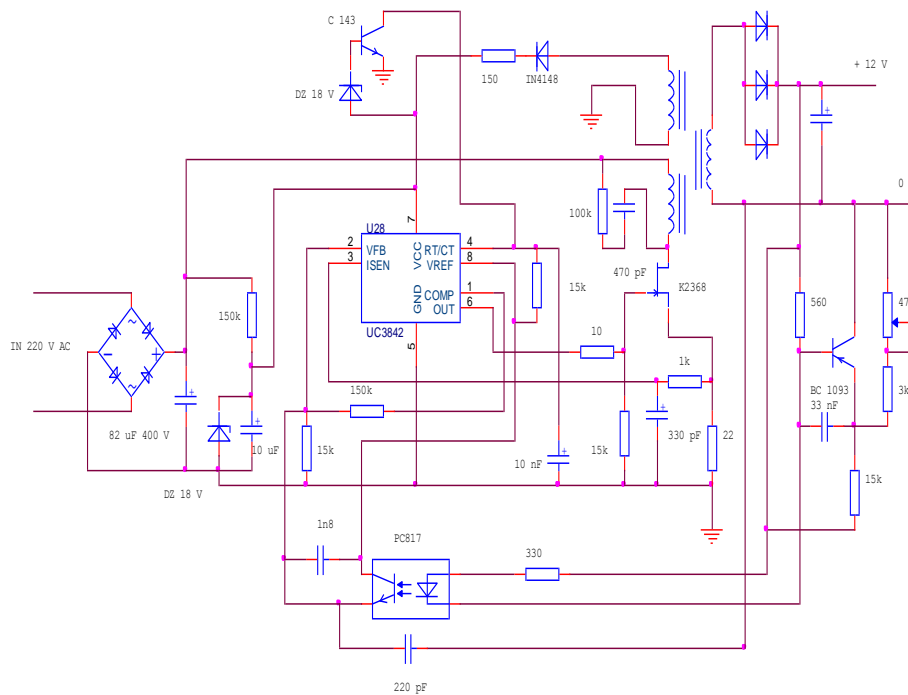 C 143
+ 12 V
150
IN4148
DZ 18 V
0
7
U28
100k
2
VFB
VCC
RT/CT
4
3
ISEN
VREF
8
470 pF
15k
K2368
COMP
1
GND
OUT
6
150k
560
47
UC3842
10
IN 220 V AC
5
1k
150k
BC 1093
3k
33 nF
82 uF 400 V
10 uF
15k
330 pF
22
15k
10 nF
15k
DZ 18 V
1n8
PC817
330
220 pF